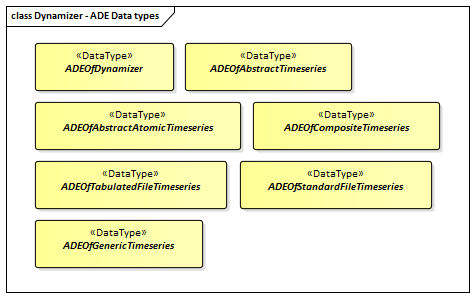 class Dynamizer - ADE Data types
«DataType»
ADEOfDynamizer
«DataType»
ADEOfAbstractTimeseries
«DataType»
ADEOfAbstractAtomicTimeseries
«DataType»
ADEOfCompositeTimeseries
«DataType»
ADEOfTabulatedFileTimeseries
«DataType»
ADEOfStandardFileTimeseries
«DataType»
ADEOfGenericTimeseries